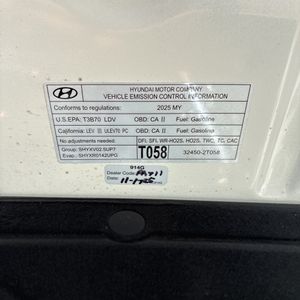 HYUNDAI MOTOR COMPANY
VEHICLE EMISSION CONTROL INFORMATION
Conforms to regulations: 2025 MY
U.S.EPA: T3B70 LDV OBD: CA II Fuel: Gasoline
California: LEV III ULEV70 PC OBD: CA II Fuel: Gasoline
No adjustments needed. DFI, SFI, WR-HO2S, HO2S, TWC, TC, CAC
Group: SHYXV02.5UP7
Evap: SHYXR0142UPG
T058 32450-2T058
914G
Dealer Code: